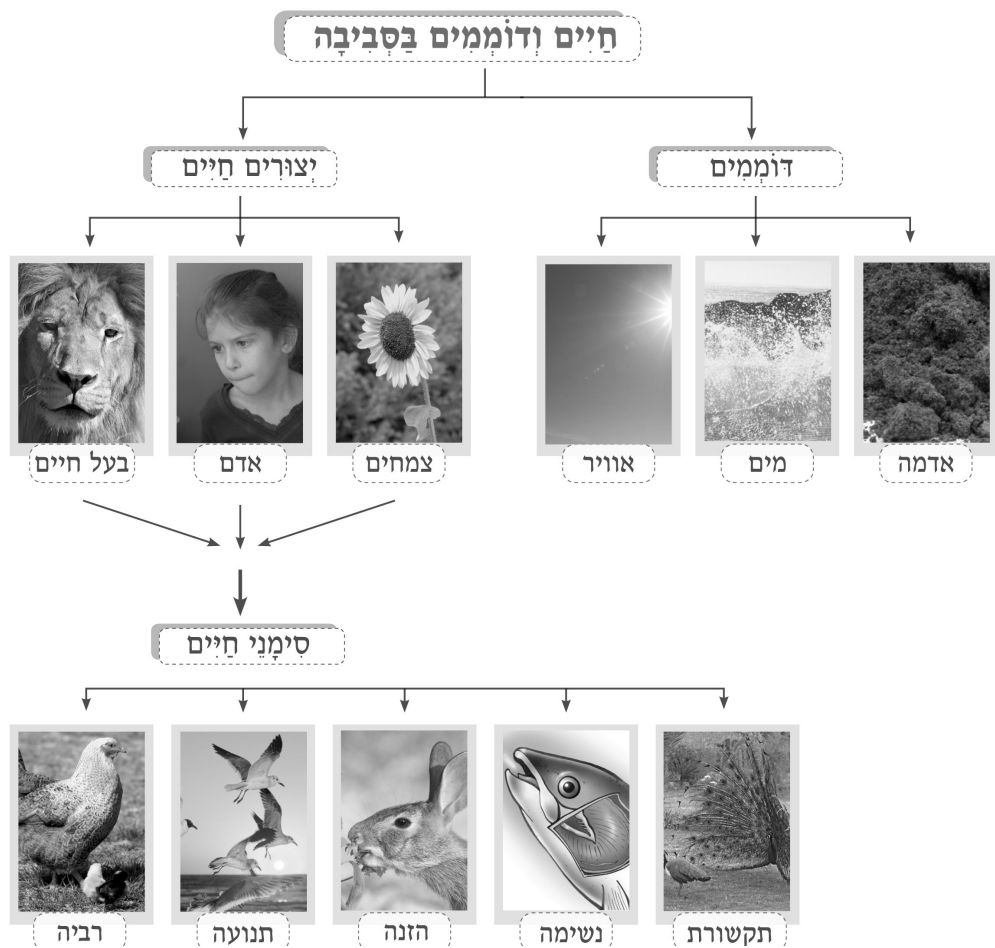 חַיִּים וְדוֹמְמִים בַּסְּבִיבָה
דּוֹמְמִים
יְצוּרִים חַיִּים
אדמה
מים
אוויר
צמחים
אדם
בעל חיים
סִימָנֵי חַיִּים
תקשורת
נשימה
הזנה
תנועה
רביה